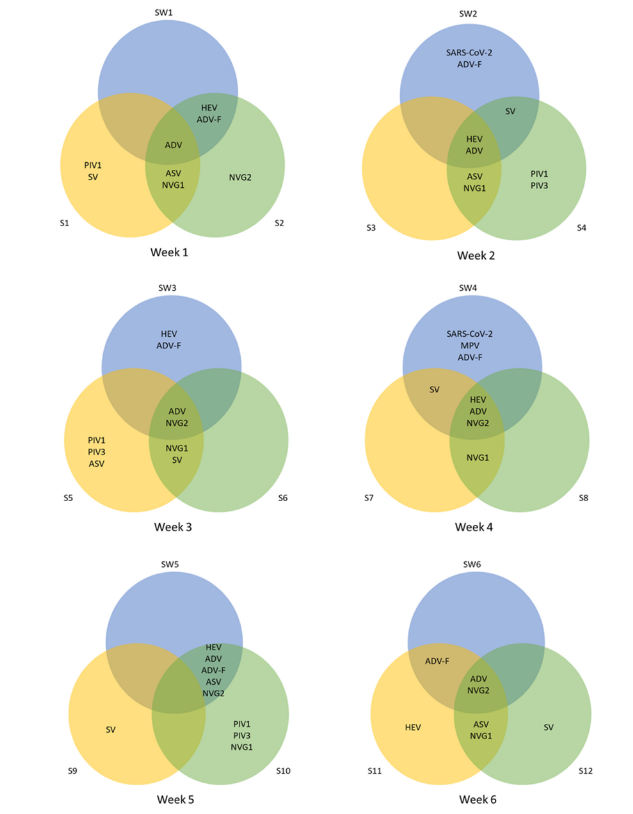 SW1
HEV
ADV-F
ADV
PIV1
SV
ASV
NVG1
NVG2
S1
S2
Week 1
SW2
SARS-CoV-2
ADV-F
SV
HEV
ADV
ASV
NVG1
PIV1
PIV3
S3
S4
Week 2
SW3
HEV
ADV-F
ADV
NVG2
PIV1
PIV3
ASV
NVG1
SV
S5
S6
Week 3
SW4
SARS-CoV-2
MPV
ADV-F
SV
HEV
ADV
NVG2
NVG1
S7
S8
Week 4
SW5
HEV
ADV
ADV-F
ASV
NVG2
SV
PIV1
PIV3
NVG1
S9
S10
Week 5
SW6
ADV-F
ADV
NVG2
HEV
ASV
NVG1
SV
S11
S12
Week 6